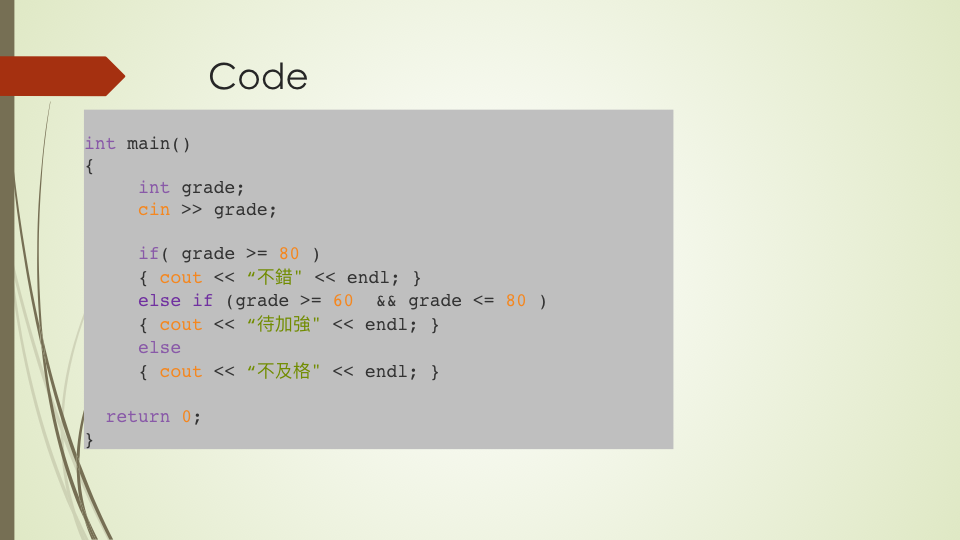 Code
int main()
{
int grade;
cin >> grade;
if( grade >= 80 )
{ cout << “不錯" << endl; }
else if (grade >= 60  && grade <= 80 )
{ cout << “待加強" << endl; }
else
{ cout << “不及格" << endl; }
return 0;
}